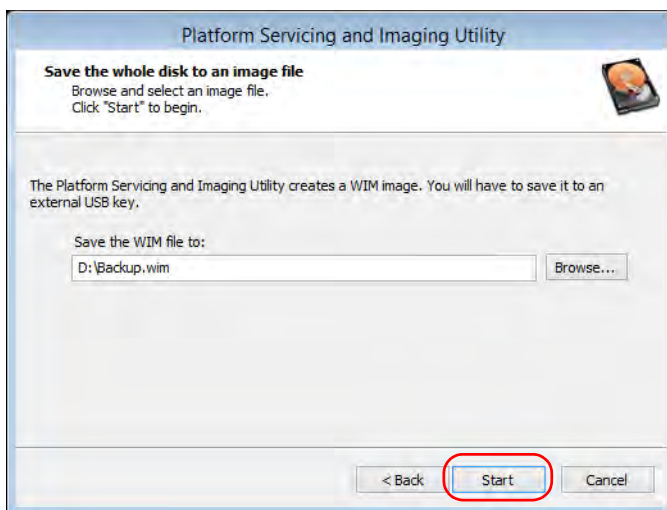 Platform Servicing and Imaging Utility
Save the whole disk to an image file
Browse and select an image file.
Click "Start" to begin.
The Platform Servicing and Imaging Utility creates a WIM image. You will have to save it to an
external USB key.
Save the WIM file to:
D:\Backup.wim
Browse...
< Back
Start
Cancel